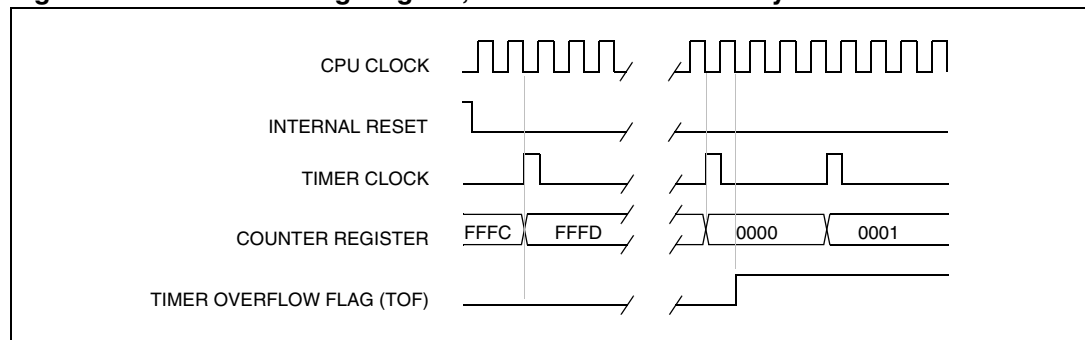 CPU CLOCK
INTERNAL RESET
TIMER CLOCK
COUNTER REGISTER FFFC FFFD 0000 0001
TIMER OVERFLOW FLAG (TOF)